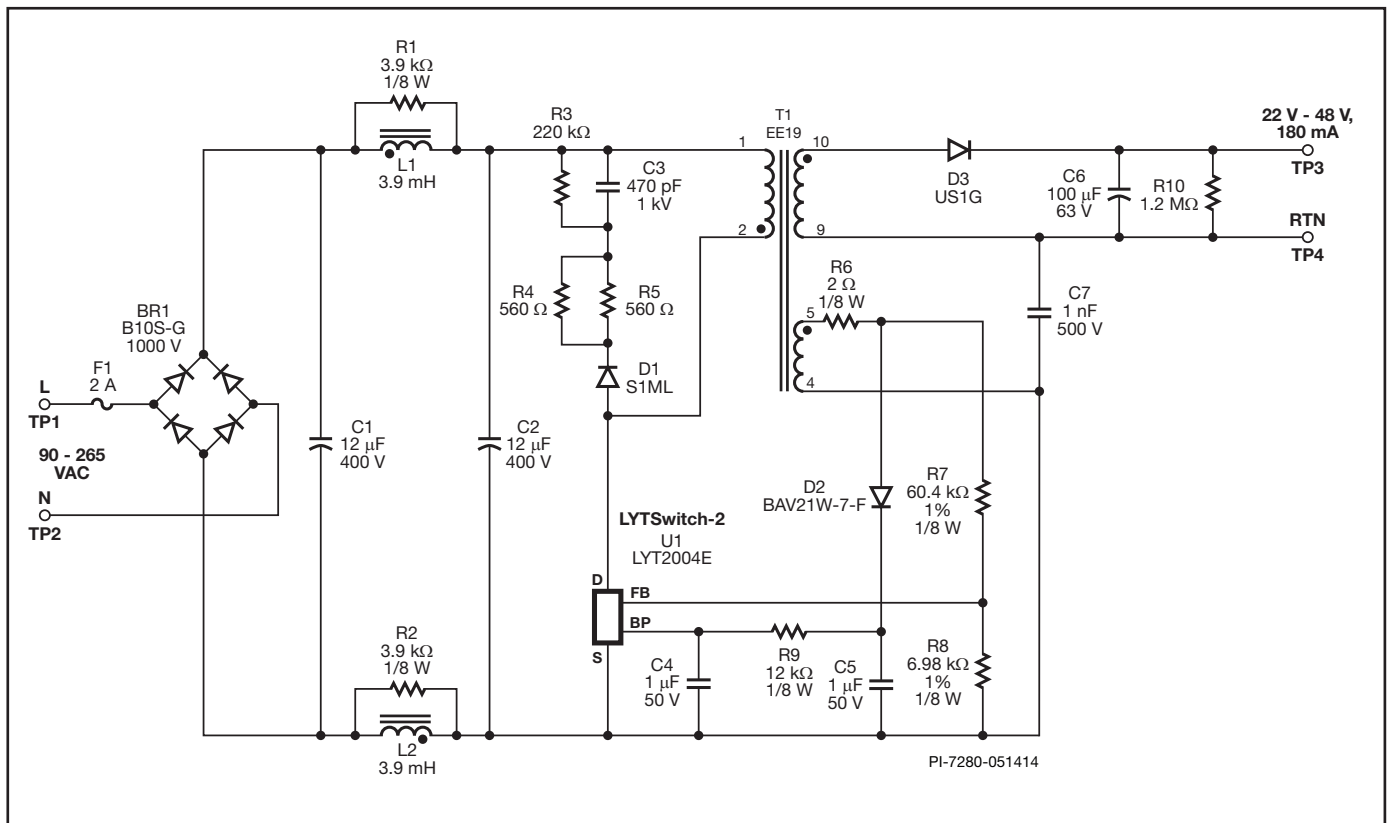 R1
3.9 kΩ
1/8 W
L1
3.9 mH
R3
220 kΩ
C3
470 pF
1 kV
T1
EE19
1
10
2
9
D3
US1G
C6
100 μF
63 V
R10
1.2 MΩ
22 V - 48 V,
180 mA
TP3
RTN
TP4
R4
560 Ω
R5
560 Ω
R6
2 Ω
1/8 W
5
4
C7
1 nF
500 V
BR1
B10S-G
1000 V
F1
2 A
L
TP1
90 - 265
VAC
N
TP2
D1
S1ML
C1
12 μF
400 V
C2
12 μF
400 V
D2
BAV21W-7-F
R7
60.4 kΩ
1%
1/8 W
LYTSwitch-2
U1
LYT2004E
D
FB
BP
S
R2
3.9 kΩ
1/8 W
L2
3.9 mH
C4
1 μF
50 V
R9
12 kΩ
1/8 W
C5
1 μF
50 V
R8
6.98 kΩ
1%
1/8 W
PI-7280-051414